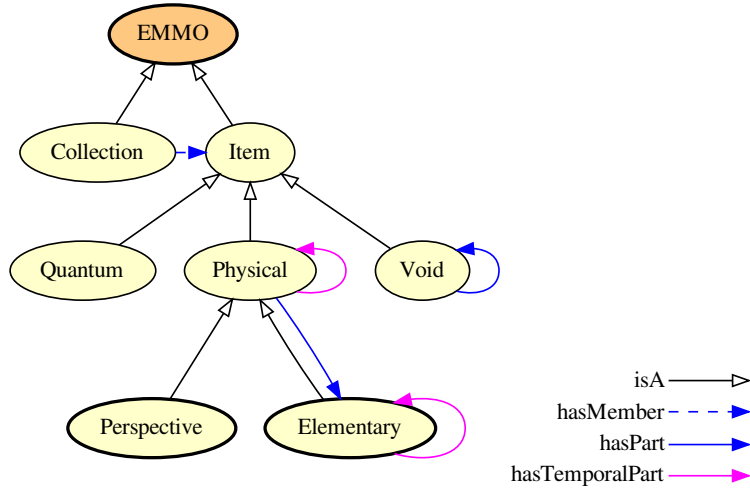 EMMO
Collection
Item
Quantum
Physical
Void
Perspective
Elementary
isA
hasMember
hasPart
hasTemporalPart